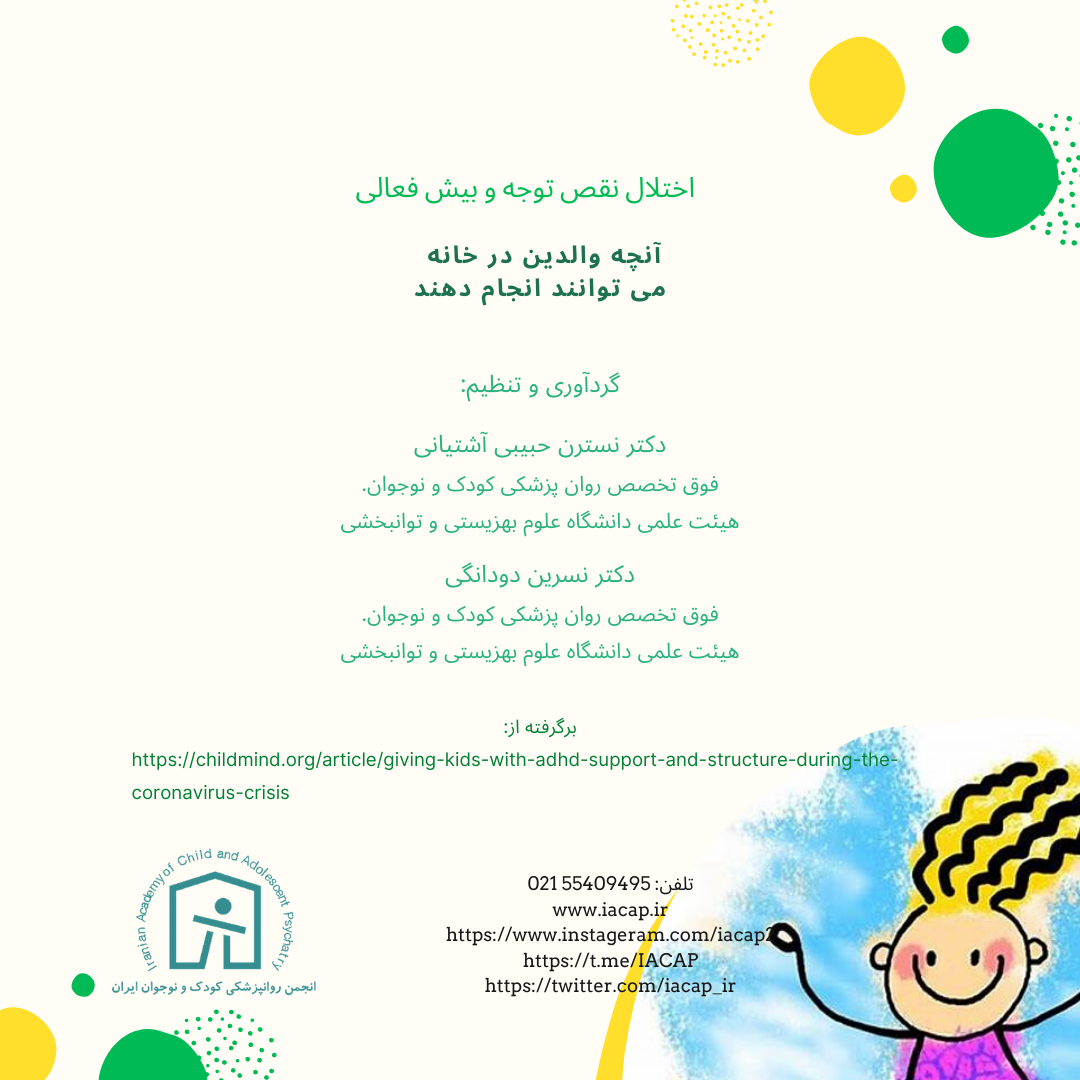 اختلال نقص توجه و بیش فعالی
آنچه والدین در خانه
می توانند انجام دهند
گردآوری و تنظیم:
دکتر نسترن حبیبی آشتیانی
فوق تخصص روان پزشکی کودک و نوجوان.
هیئت علمی دانشگاه علوم بهزیستی و توانبخشی
دکتر نسرین دودانگی
فوق تخصص روان پزشکی کودک و نوجوان.
هیئت علمی دانشگاه علوم بهزیستی و توانبخشی
برگرفته از:
https://childmind.org/article/giving-kids-with-adhd-support-and-structure-during-the-
coronavirus-crisis
تلفن: 55409495 021
www.iacap.ir
https://www.instageram.com/iacap2
https://t.me/IACAP
https://twitter.com/iacap_ir
Iranian Academy of Child and Adolescent Psychatry
انجمن روانپزشکی کودک و نوجوان ایران